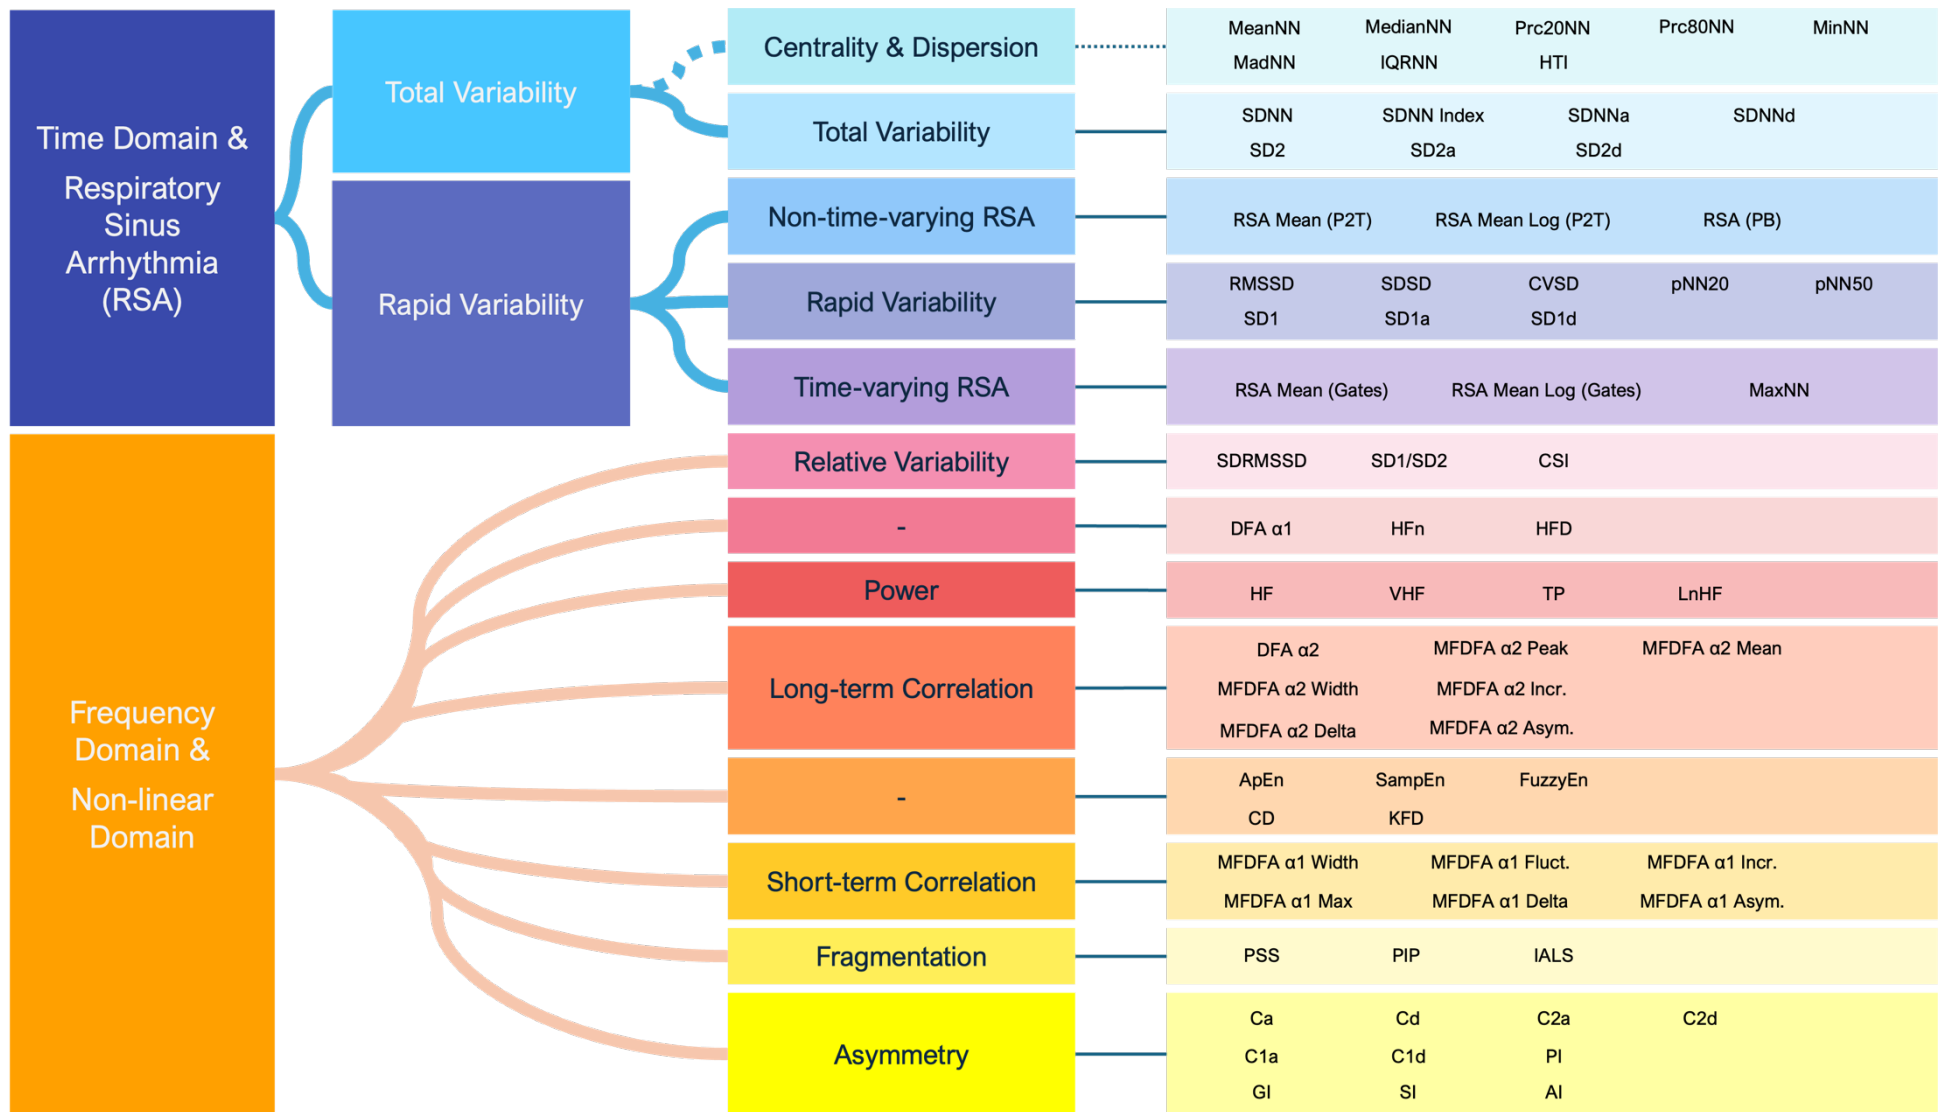 Time Domain &
Respiratory
Sinus
Arrhythmia
(RSA)
Total Variability
Rapid Variability
Centrality & Dispersion
MeanNN MedianNN Prc20NN Prc80NN MinNN
MadNN IQRNN HTI
Total Variability
SDNN SDNN Index SDNNa SDNNd
SD2 SD2a SD2d
Non-time-varying RSA
RSA Mean (P2T) RSA Mean Log (P2T) RSA (PB)
Rapid Variability
RMSSD SDSD CVSD pNN20 pNN50
SD1 SD1a SD1d
Time-varying RSA
RSA Mean (Gates) RSA Mean Log (Gates) MaxNN
Frequency
Domain &
Non-linear
Domain
Relative Variability
SDRMSSD SD1/SD2 CSI
-
DFA α1 HFn HFD
Power
HF VHF TP LnHF
Long-term Correlation
DFA α2 MFDFA α2 Peak MFDFA α2 Mean
MFDFA α2 Width MFDFA α2 Incr.
MFDFA α2 Delta MFDFA α2 Asym.
-
ApEn SampEn FuzzyEn
CD KFD
Short-term Correlation
MFDFA α1 Width MFDFA α1 Fluct. MFDFA α1 Incr.
MFDFA α1 Max MFDFA α1 Delta MFDFA α1 Asym.
Fragmentation
PSS PIP IALS
Asymmetry
Ca Cd C2a C2d
C1a C1d PI
GI SI AI